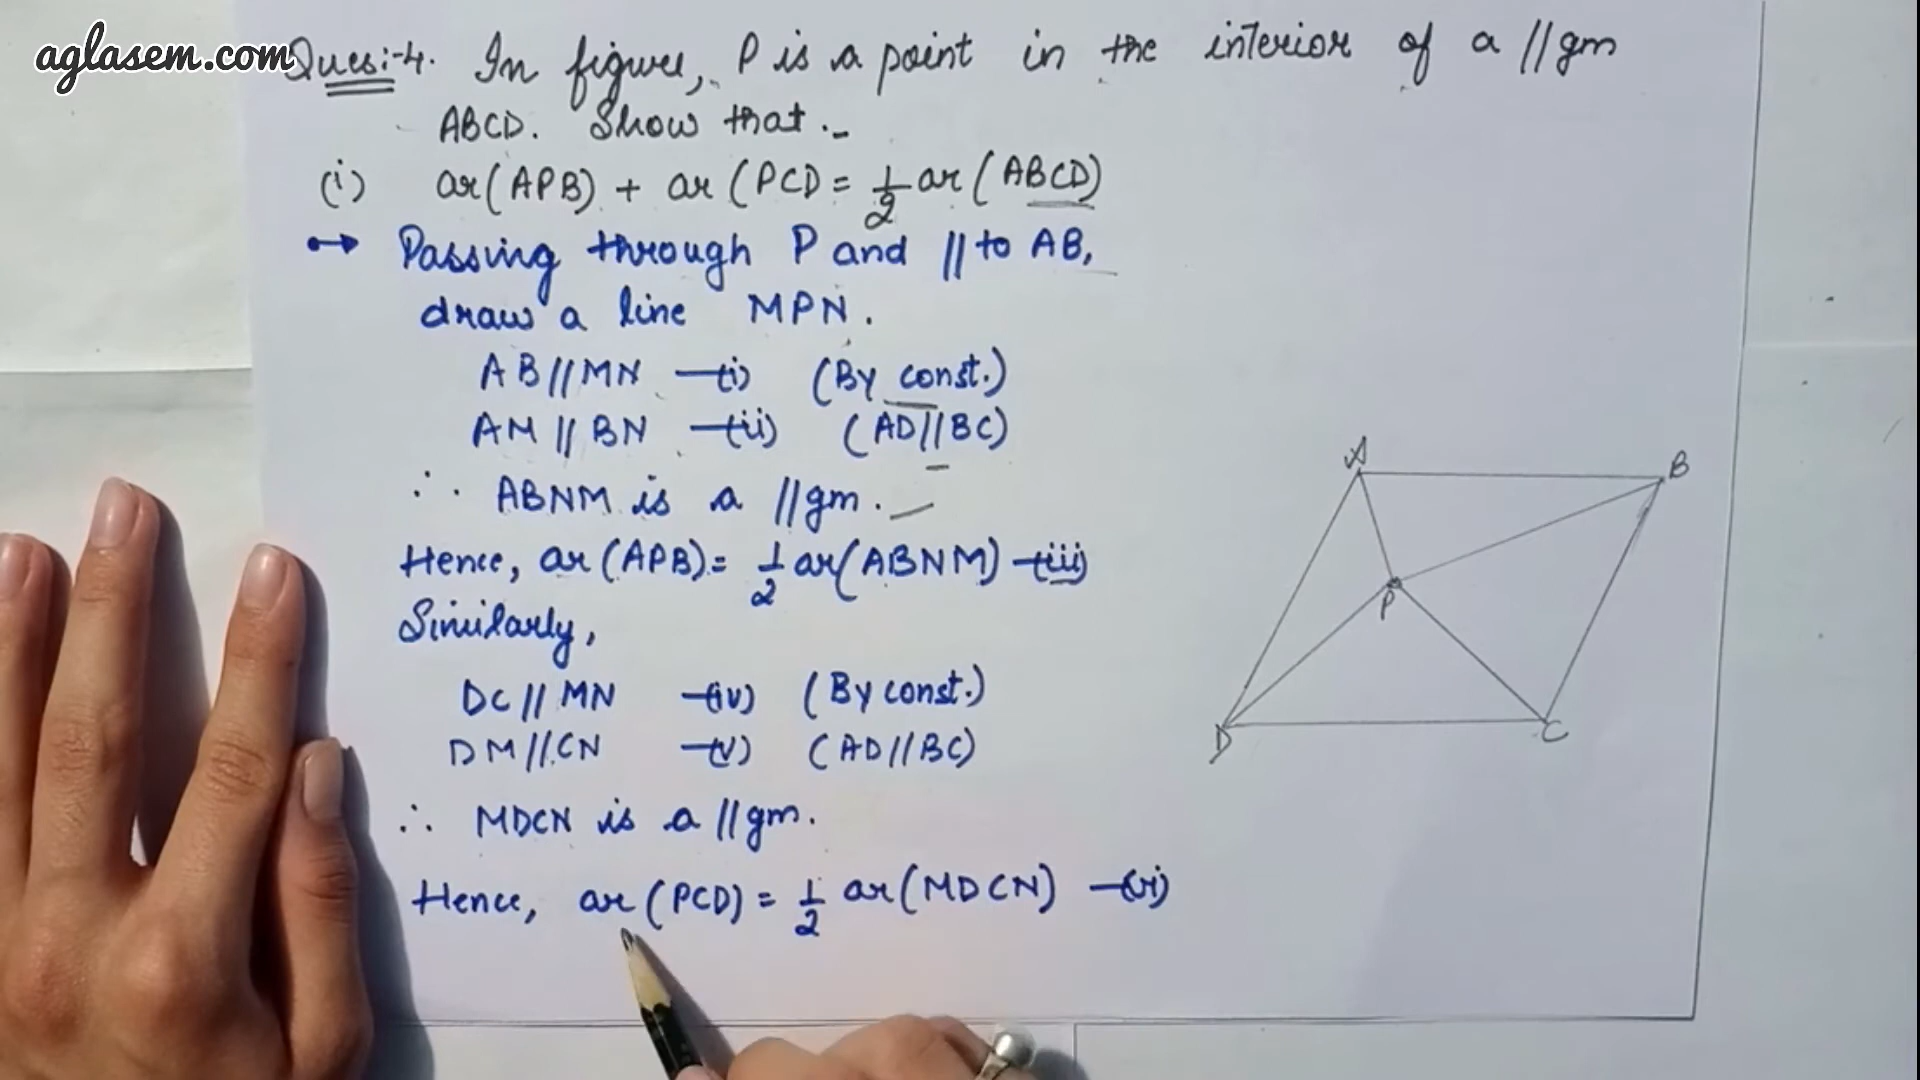 aglasem.com
Ques:-4. In figure, P is a point in the interior of a //gm
ABCD. Show that :-
(i) ar(APB) + ar(PCD = 1/2 ar(ABCD)
Passing through P and // to AB,
draw a line MPN.
AB//MN —(i) (By const.)
AM//BN —(ii) (AD//BC)
∴ ABNM is a //gm.
Hence, ar(APB) = 1/2 ar(ABNM) —(iii)
Similarly,
DC//MN —(iv) (By const.)
DM//CN —(v) (AD//BC)
∴ MDCN is a //gm.
Hence, ar(PCD) = 1/2 ar(MDCN) —(vi)
A
B
P
D
C